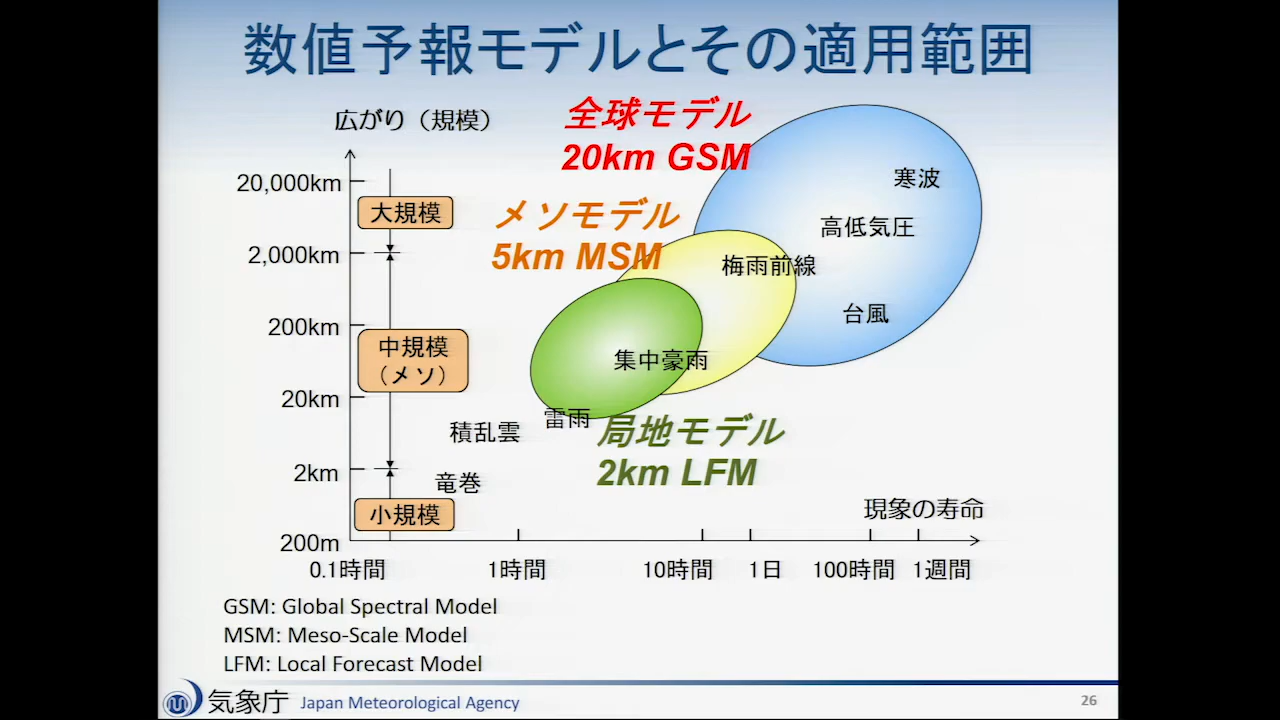 数値予報モデルとその適用範囲
広がり（規模）
全球モデル
20km GSM
メソモデル
5km MSM
20,000km
2,000km
200km
20km
2km
200m
大規模
中規模
（メソ）
小規模
寒波
高低気圧
梅雨前線
台風
集中豪雨
雷雨
積乱雲
竜巻
局地モデル
2km LFM
現象の寿命
0.1時間
1時間
10時間
1日
100時間
1週間
GSM: Global Spectral Model
MSM: Meso-Scale Model
LFM: Local Forecast Model
気象庁 Japan Meteorological Agency
26